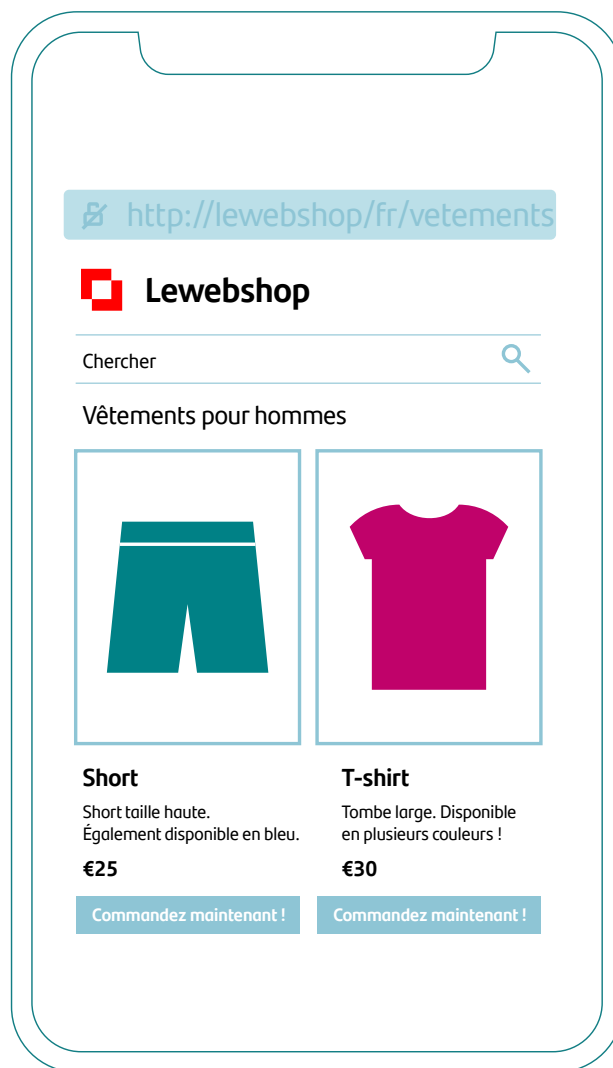 http://lewebshop/fr/vetements
Lewebshop
Chercher
Vêtements pour hommes
Short
Short taille haute.
Également disponible en bleu.
€25
Commandez maintenant !
T-shirt
Tombe large. Disponible
en plusieurs couleurs !
€30
Commandez maintenant !